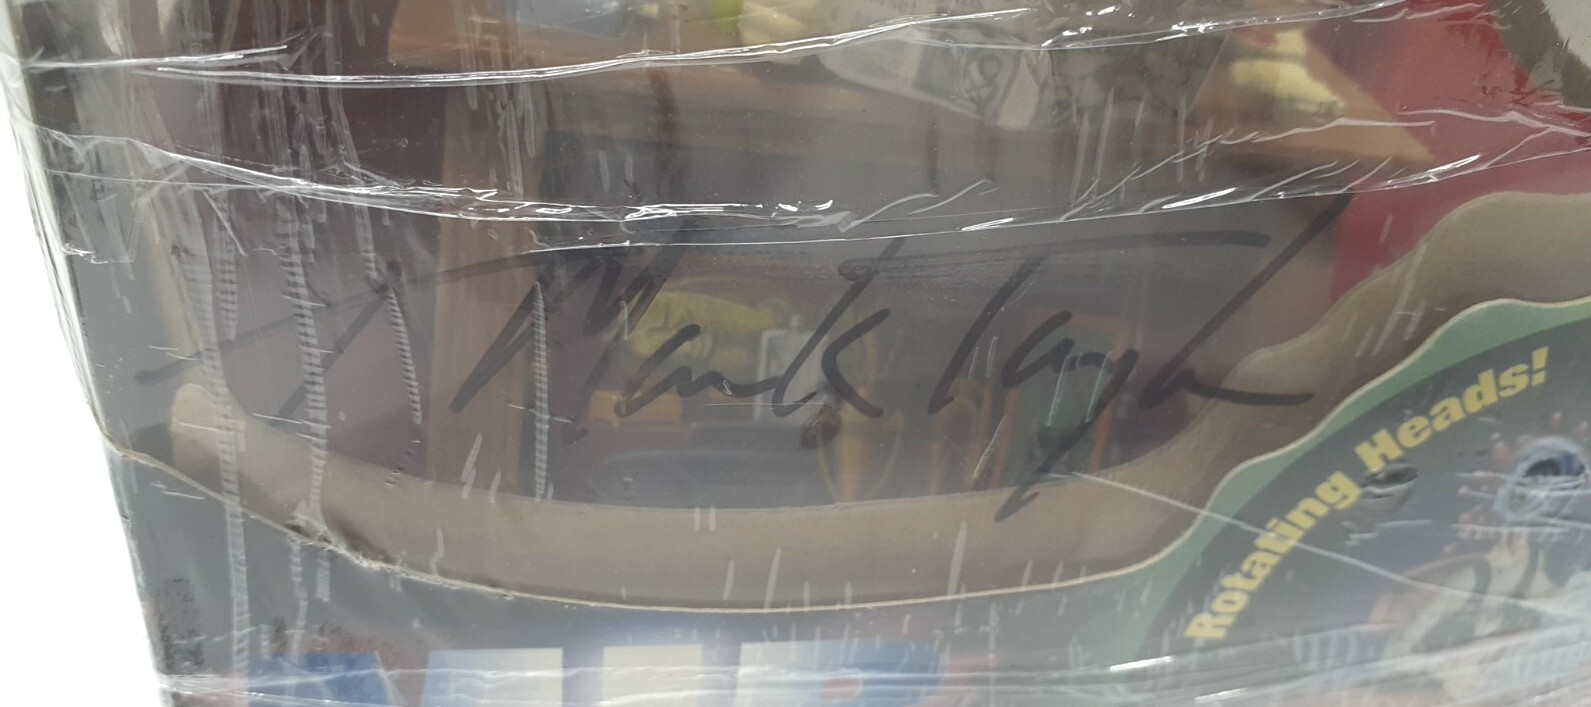 Mark Taylor
Rotating Heads!